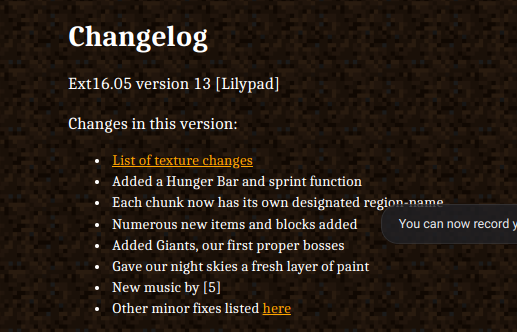 Changelog
Ext16.05 version 13 [Lilypad]
Changes in this version:
List of texture changes
Added a Hunger Bar and sprint function
Each chunk now has its own designated region-name
Numerous new items and blocks added
You can now record y
Added Giants, our first proper bosses
Gave our night skies a fresh layer of paint
New music by [5]
Other minor fixes listed here